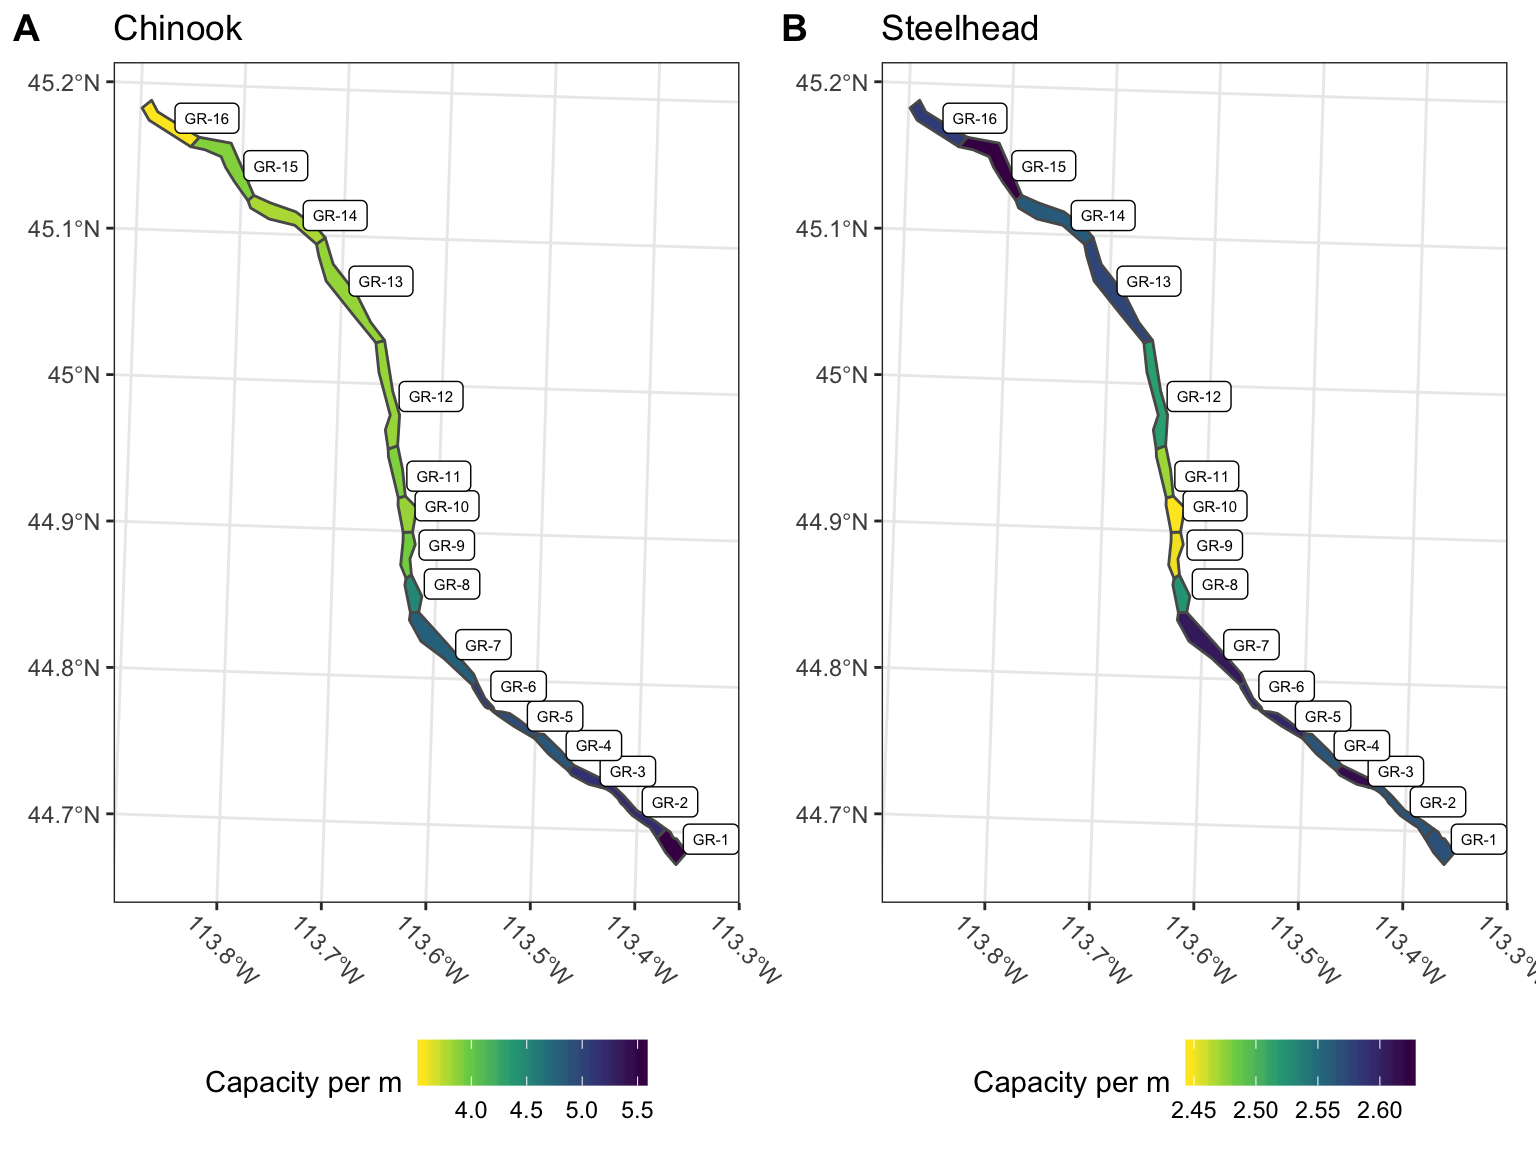 A Chinook
45.2°N
45.1°N
45°N
44.9°N
44.8°N
44.7°N
GR-16
GR-15
GR-14
GR-13
GR-12
GR-11
GR-10
GR-9
GR-8
GR-7
GR-6
GR-5
GR-4
GR-3
GR-2
GR-1
113.8°W 113.7°W 113.6°W 113.5°W 113.4°W 113.3°W
Capacity per m
4.0 4.5 5.0 5.5
B Steelhead
45.2°N
45.1°N
45°N
44.9°N
44.8°N
44.7°N
GR-16
GR-15
GR-14
GR-13
GR-12
GR-11
GR-10
GR-9
GR-8
GR-7
GR-6
GR-5
GR-4
GR-3
GR-2
GR-1
113.8°W 113.7°W 113.6°W 113.5°W 113.4°W 113.3°
Capacity per m
2.45 2.50 2.55 2.60